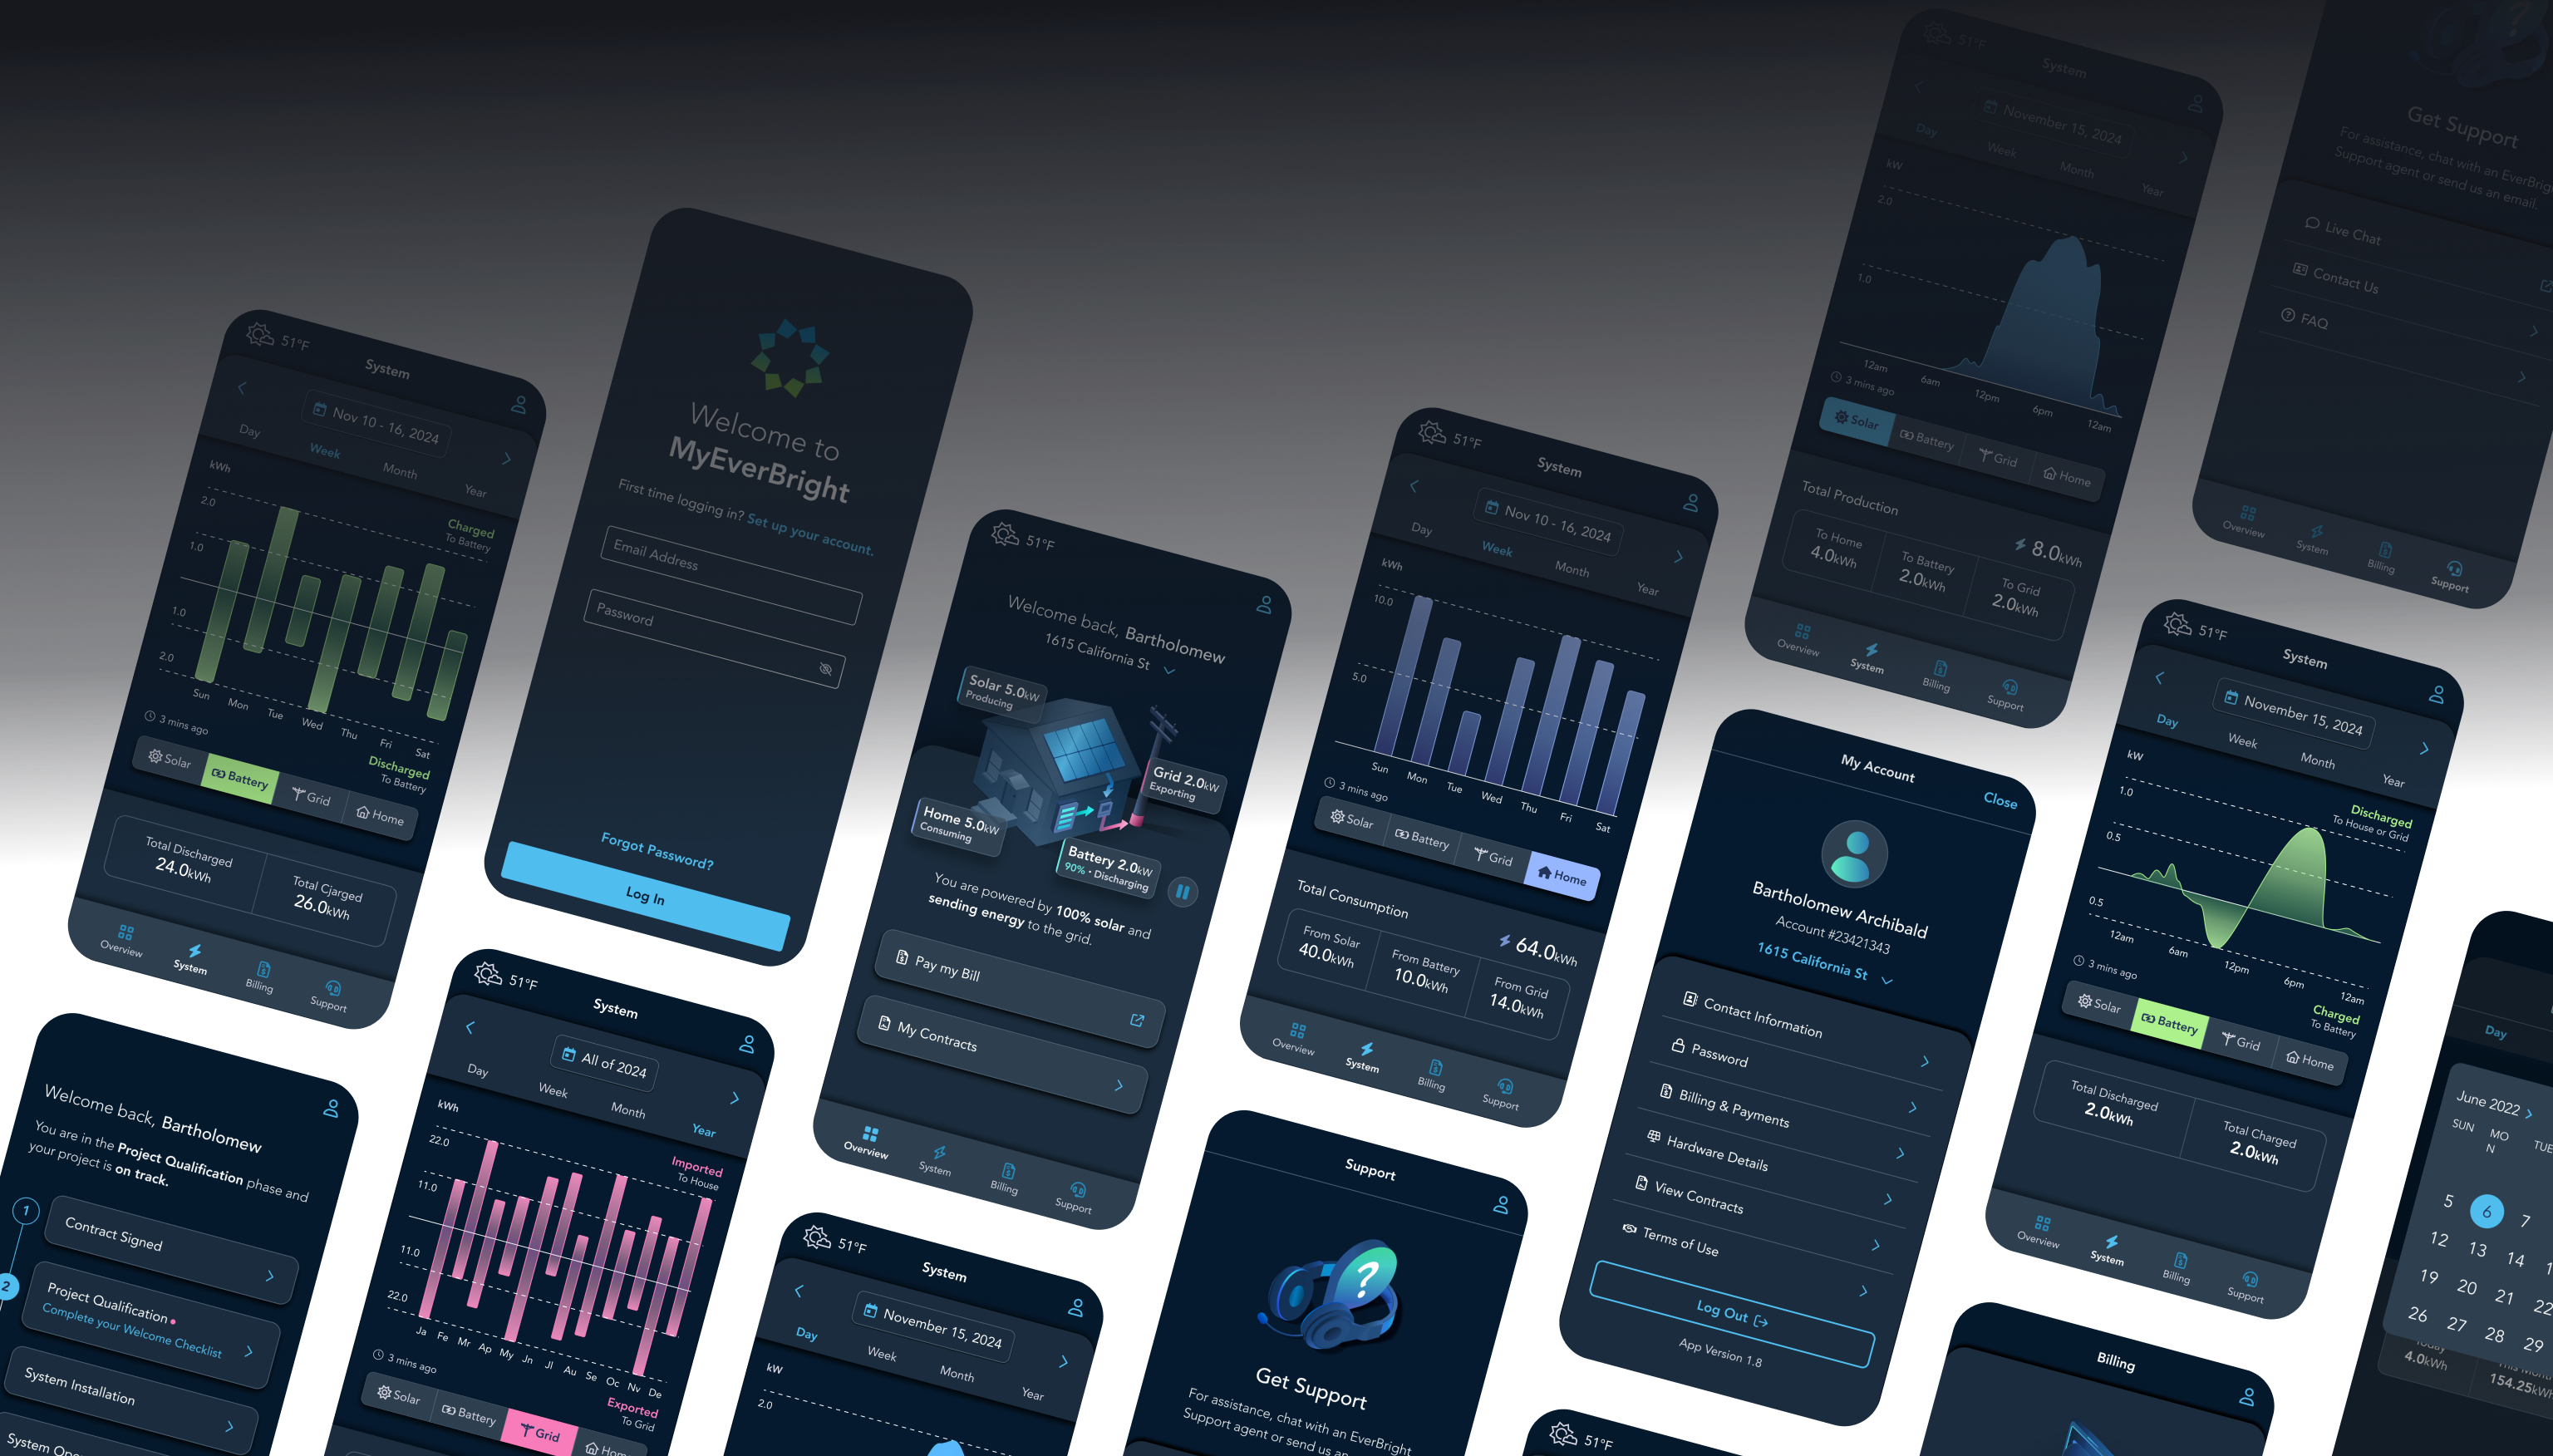 51°F
System
Nov 10 - 16, 2024
Day
Week
Month
Year
kWh
Charged
To Battery
2.0
1.0
1.0
2.0
Sun
Mon
Tue
Wed
Thu
Fri
Sat
3 mins ago
Discharged
To Battery
Solar
Battery
Grid
Home
Total Discharged
24.0kWh
Total Cjarged
26.0kWh
Overview
System
Billing
Support
Welcome back, Bartholomew
You are in the Project Qualification phase and
your project is on track.
1
Contract Signed
2
Project Qualification
Complete your Welcome Checklist
System Installation
Welcome to
MyEverBright
First time logging in? Set up your account.
Email Address
Password
Forgot Password?
Log In
51°F
System
All of 2024
Day
Week
Month
Year
kWh
Imported
To House
22.0
11.0
11.0
22.0
Ja
Fe
Mr
Ap
My
Jn
Jl
Au
Se
Oc
Nv
De
3 mins ago
Exported
To Grid
Solar
Battery
Grid
51°F
Welcome back, Bartholomew
1615 California St
Solar 5.0kW
Producing
Grid 2.0kW
Exporting
Home 5.0kW
Consuming
Battery 2.0kW
90% • Discharging
You are powered by 100% solar and
sending energy to the grid.
Pay my Bill
My Contracts
Overview
System
Billing
Support
51°F
System
November 15, 2024
Day
Week
Month
Year
kW
2.0
51°F
System
Nov 10 - 16, 2024
Day
Week
Month
Year
kWh
10.0
5.0
Sun
Mon
Tue
Wed
Thu
Fri
Sat
3 mins ago
Solar
Battery
Grid
Home
Total Consumption
64.0kWh
From Solar
40.0kWh
From Battery
10.0kWh
From Grid
14.0kWh
Overview
System
Billing
Support
Support
?
Get Support
For assistance, chat with an EverBright
Support agent or send us an
51°F
System
November 15, 2024
Day
Week
Month
Year
kW
2.0
1.0
12am
6am
12pm
6pm
12am
3 mins ago
Solar
Battery
Grid
Home
Total Production
8.0kWh
To Home
4.0kWh
To Battery
2.0kWh
To Grid
2.0kWh
Overview
System
Billing
Support
My Account
Close
Bartholomew Archibald
Account #23421343
1615 California St
Contact Information
Password
Billing & Payments
Hardware Details
View Contracts
Terms of Use
Log Out
App Version 1.8
51°F
?
Get Support
For assistance, chat with an
Support agent or send us an email.
Live Chat
Contact Us
FAQ
Overview
System
Billing
Support
51°F
System
November 15, 2024
Day
Week
Month
Year
kW
1.0
Discharged
To House or Grid
0.5
0.5
12am
6am
12pm
6pm
12am
3 mins ago
Charged
To Battery
Solar
Battery
Grid
Home
Total Discharged
2.0kWh
Total Charged
2.0kWh
Overview
System
Billing
Support
Billing
Day
June 2022
SUN
MO
N
TUE
5
6
7
12
13
14
19
20
21
22
26
27
28
29
4.0kWh
154.25kWh